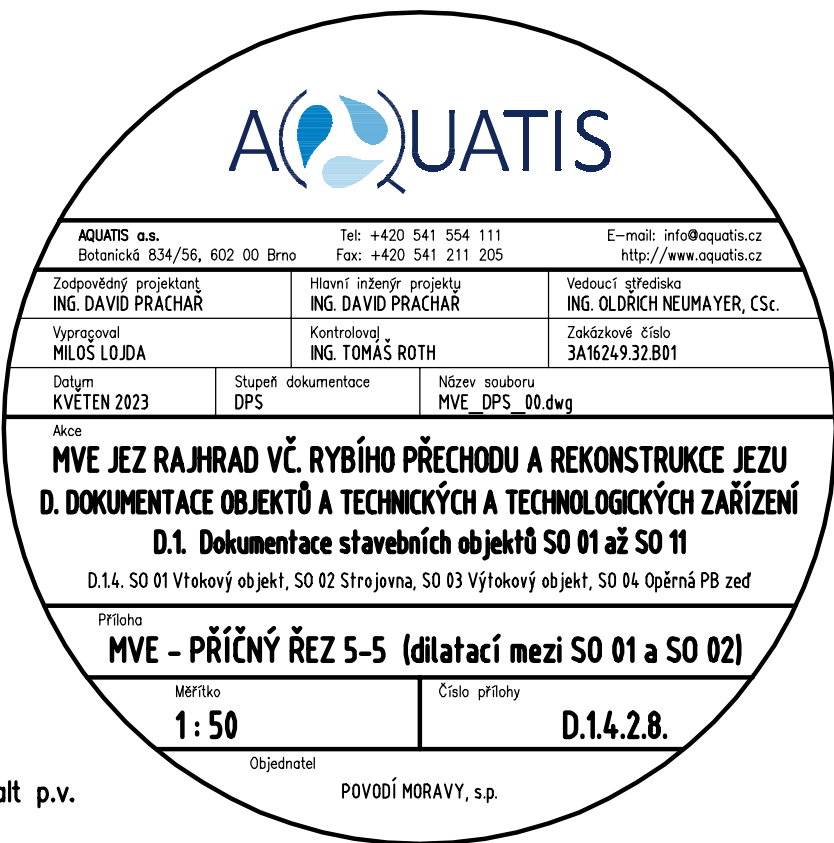 AQUATIS
AQUATIS a.s. Tel: +420 541 554 111 E-mail: info@aquatis.cz
Botanická 834/56, 602 00 Brno Fax: +420 541 211 205 http://www.aquatis.cz
Zodpovědný projektant Hlavní inženýr projektu Vedoucí střediska
ING. DAVID PRACHAŘ ING. DAVID PRACHAŘ ING. OLDŘICH NEUMAYER, CSc.
Vypracoval Kontroloval Zakázkové číslo
MILOŠ LOJDA ING. TOMÁŠ ROTH 3A16249.32.B01
Datum Stupeň dokumentace Název souboru
KVĚTEN 2023 DPS MVE_DPS_00.dwg
Akce
MVE JEZ RAJHRAD VČ. RYBÍHO PŘECHODU A REKONSTRUKCE JEZU
D. DOKUMENTACE OBJEKTŮ A TECHNICKÝCH A TECHNOLOGICKÝCH ZAŘÍZENÍ
D.1. Dokumentace stavebních objektů SO 01 až SO 11
D.1.4. SO 01 Vtokový objekt, SO 02 Strojovna, SO 03 Výtokový objekt, SO 04 Opěrná PB zeď
Příloha
MVE - PŘÍČNÝ ŘEZ 5-5 (dilatací mezi SO 01 a SO 02)
Měřítko Číslo přílohy
1:50 D.1.4.2.8.
Objednatel
alt p.v. POVODÍ MORAVY, s.p.